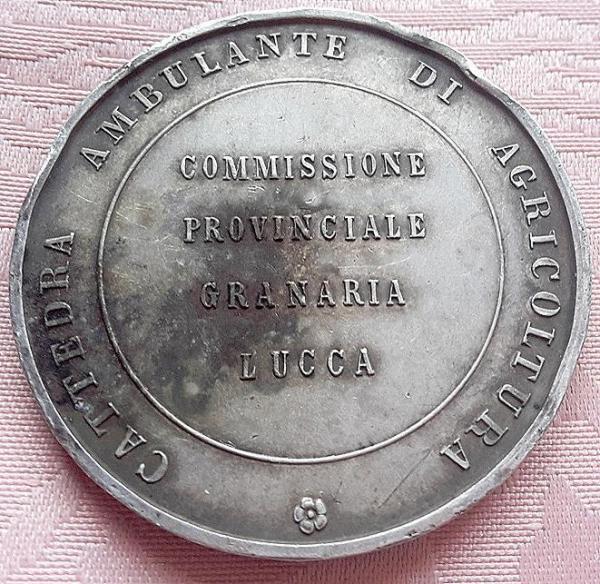 CATTEDRA AMBULANTE DI AGRICOLTURA
COMMISSIONE
PROVINCIALE
GRANARIA
LUCCA